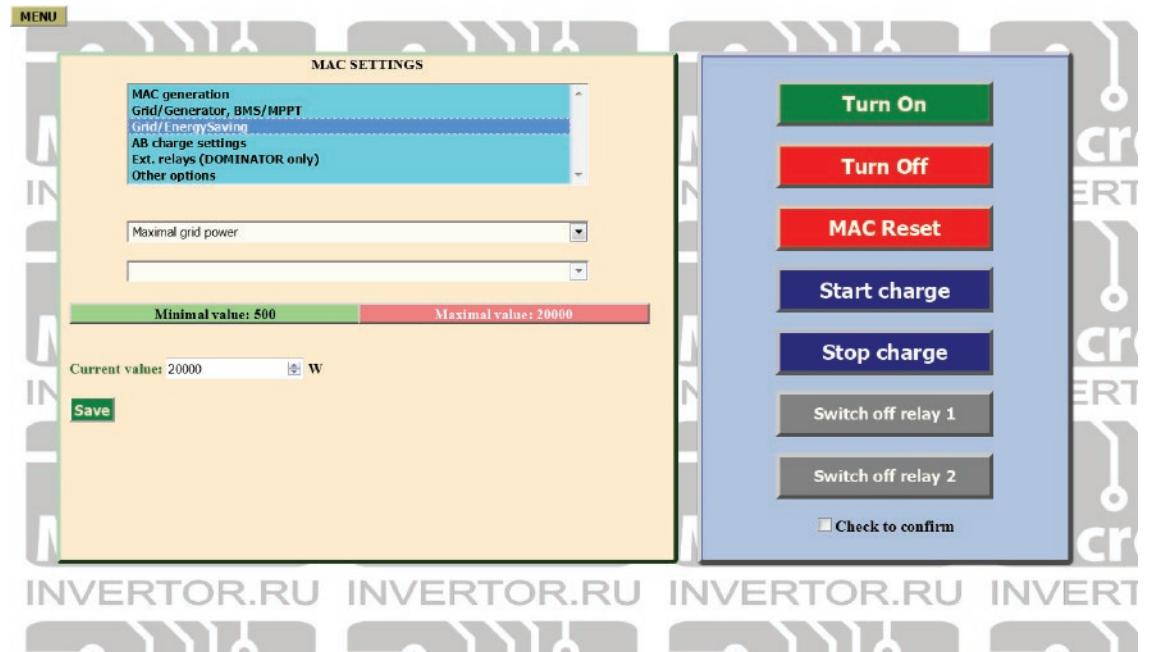 MENU
MAC SETTINGS
MAC generation
Grid/Generator, BMS/MPPT
Grid/EnergySaving
AB charge settings
Ext. relays (DOMINATOR only)
Other options
Maximal grid power
Minimal value: 500
Maximal value: 20000
Current value: 20000 W
Save
Turn On
Turn Off
MAC Reset
Start charge
Stop charge
Switch off relay 1
Switch off relay 2
Check to confirm
INVERTOR.RU INVERTOR.RU INVERTOR.RU INVERT